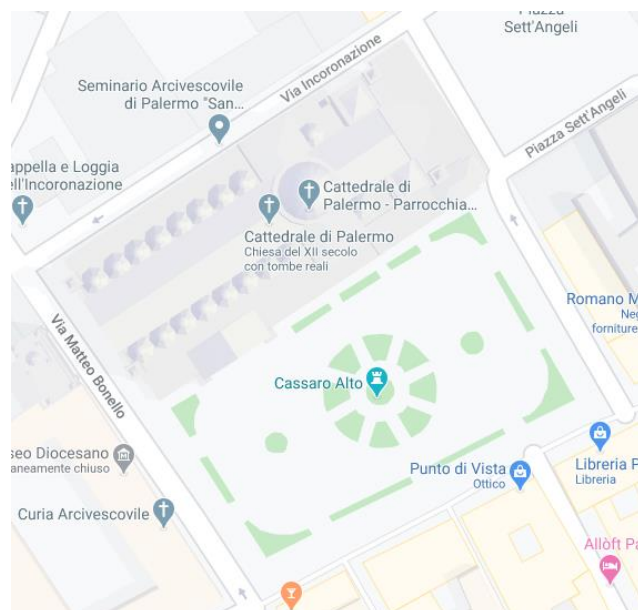 Piazza
Sett'Angeli
Via Incoronazione
Seminario Arcivescovile
di Palermo "San...
Piazza Sett'Angeli
appella e Loggia
ell'Incoronazione
Cattedrale di
Palermo - Parrocchia...
Cattedrale di Palermo
Chiesa del XII secolo
con tombe reali
Romano M
Neg
forniture
Via Matteo Bonello
Cassaro Alto
seo Diocesano
aneamente chiuso
Punto di Vista
Ottico
Libreria P
Libreria
Curia Arcivescovile
Allòft Pa